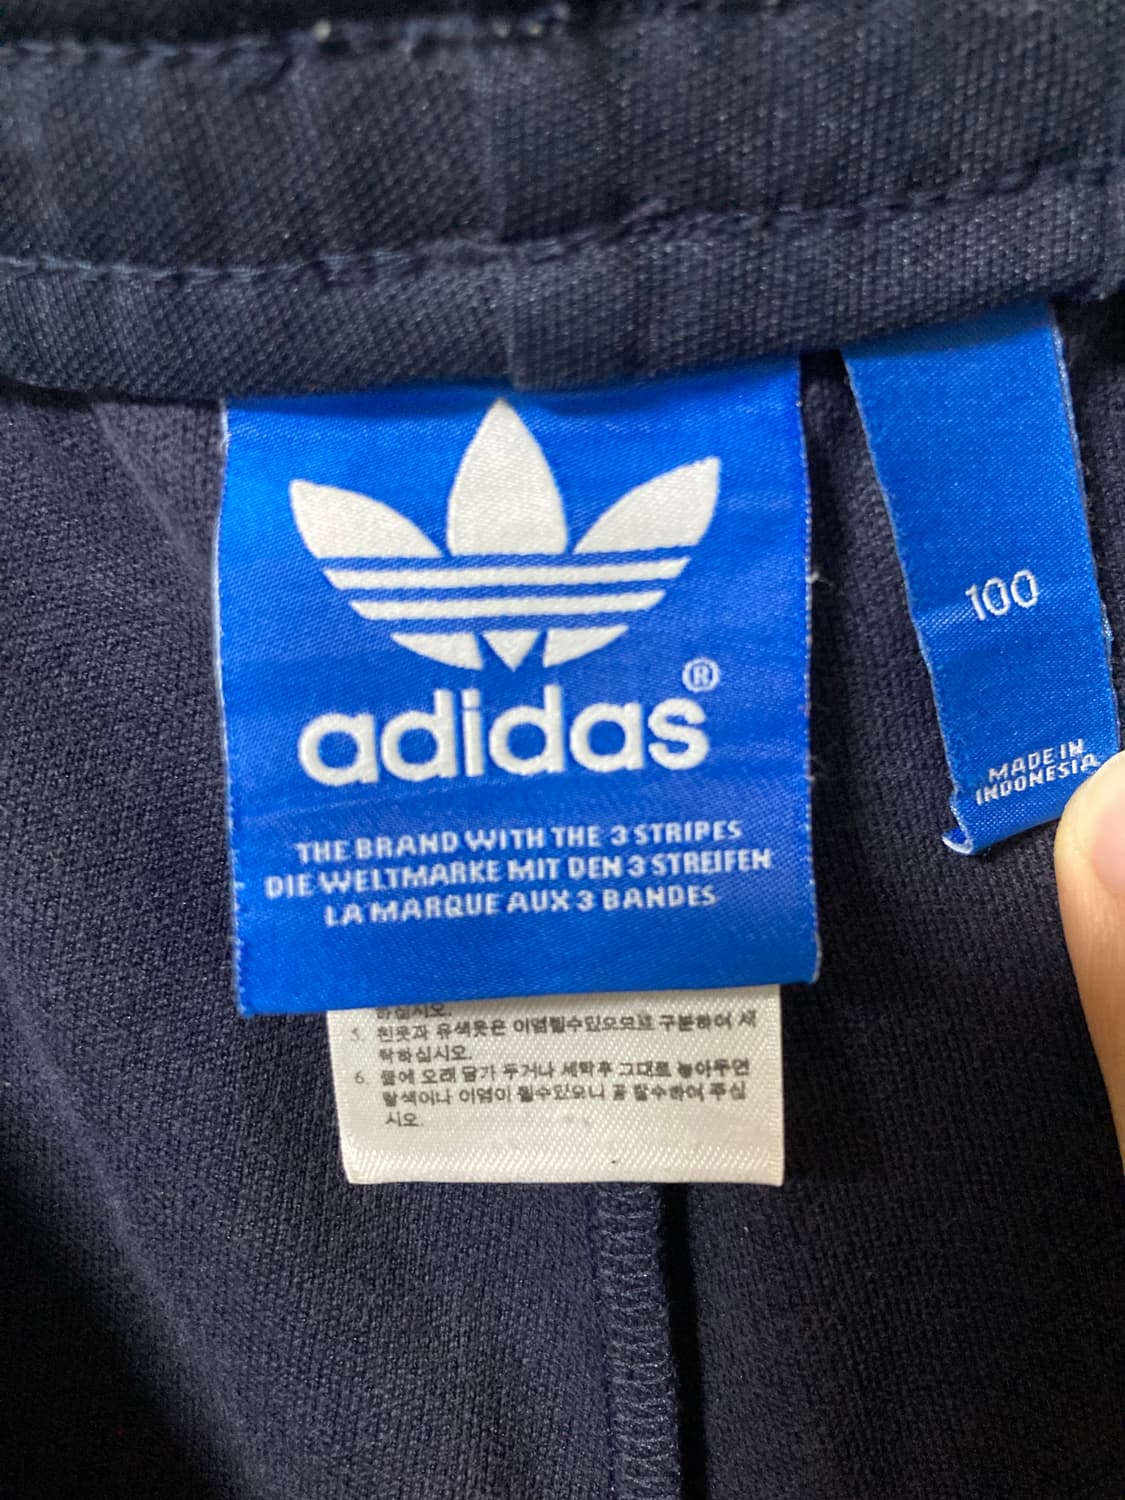 adidas®
THE BRAND WITH THE 3 STRIPES
DIE WELTMARKE MIT DEN 3 STREIFEN
LA MARQUE AUX 3 BANDES
100
MADE IN
INDONESIA
하십시오.
5. 흰옷과 유색옷은 이염될수있으므로 구분하여 세
탁하십시오.
6. 물에 오래 담가 두거나 세탁후 그대로 놓아두면
탈색이나 이염이 될수있으니 곧 탈수하여 주십
시오.